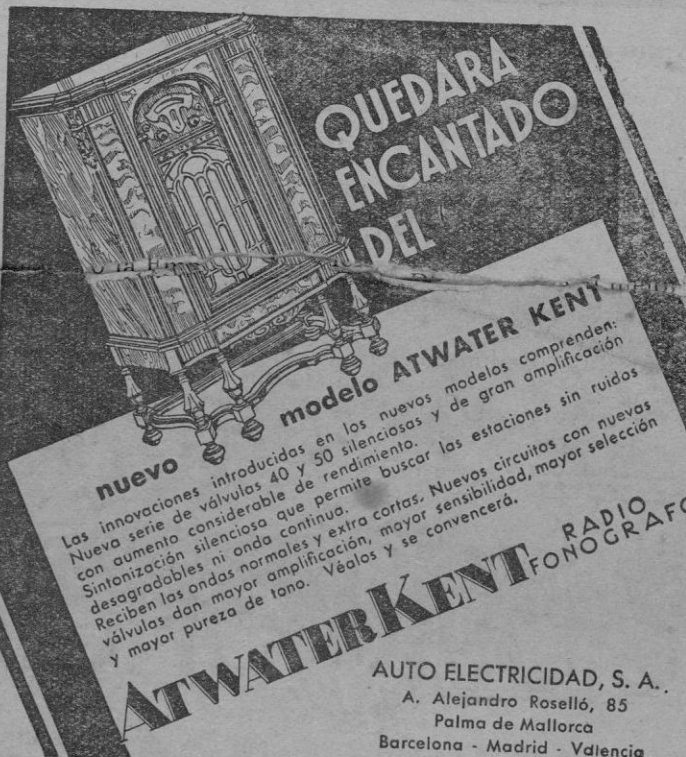 QUEDARA
ENCANTADO
DEL
nuevo modelo ATWATER KENT
Las innovaciones introducidas en los nuevos modelos comprenden:
Nueva serie de válvulas 40 y 50 silenciosas y de gran amplificación
con aumento considerable de rendimiento.
Sintonización silenciosa que permite buscar las estaciones sin ruidos
desagradables ni onda continua.
Reciben las ondas normales y extra cortas. Nuevos circuitos con nuevas
válvulas dan mayor amplificación, mayor sensibilidad, mayor selección
y mayor pureza de tono. Véalos y se convencerá.
ATWATER KENT RADIO
FONOGRAFO
AUTO ELECTRICIDAD, S. A.
A. Alejandro Roselló, 85
Palma de Mallorca
Barcelona - Madrid - Valencia